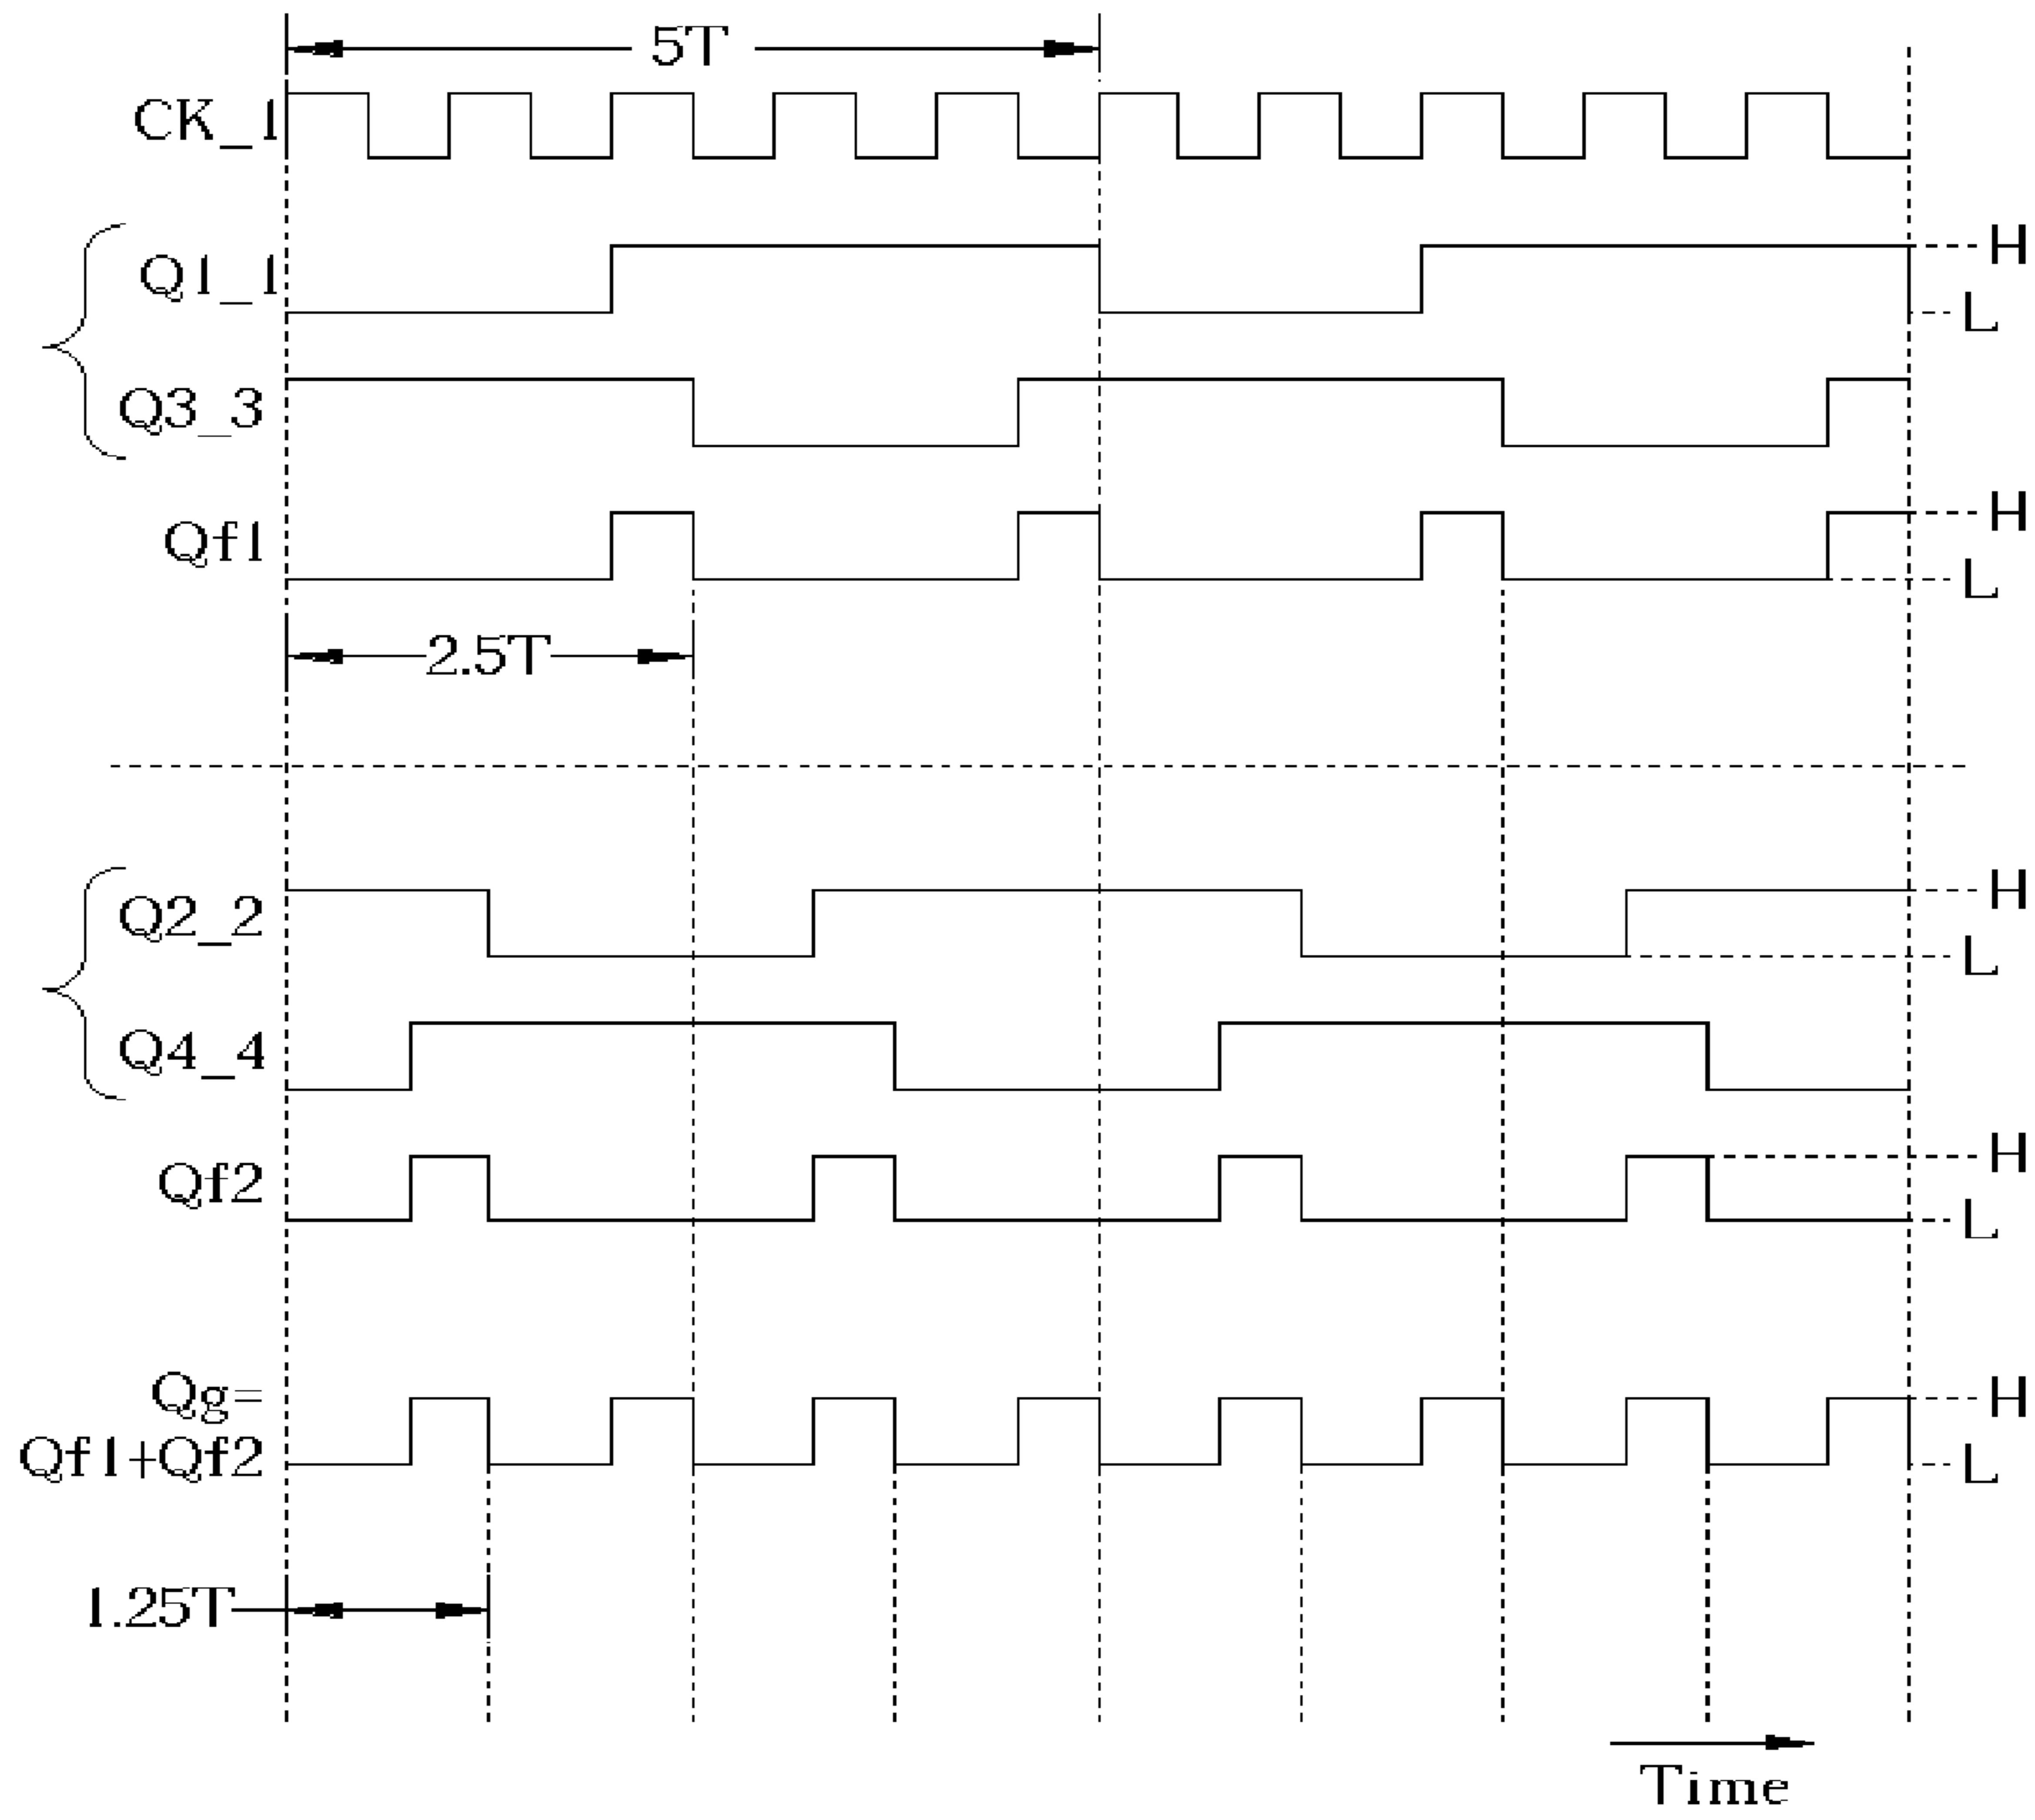 5T
CK_1
Q1_1
H
L
Q3_3
Qf1
H
L
2.5T
Q2_2
H
L
Q4_4
Qf2
H
L
Qg=
Qf1+Qf2
H
L
1.25T
Time